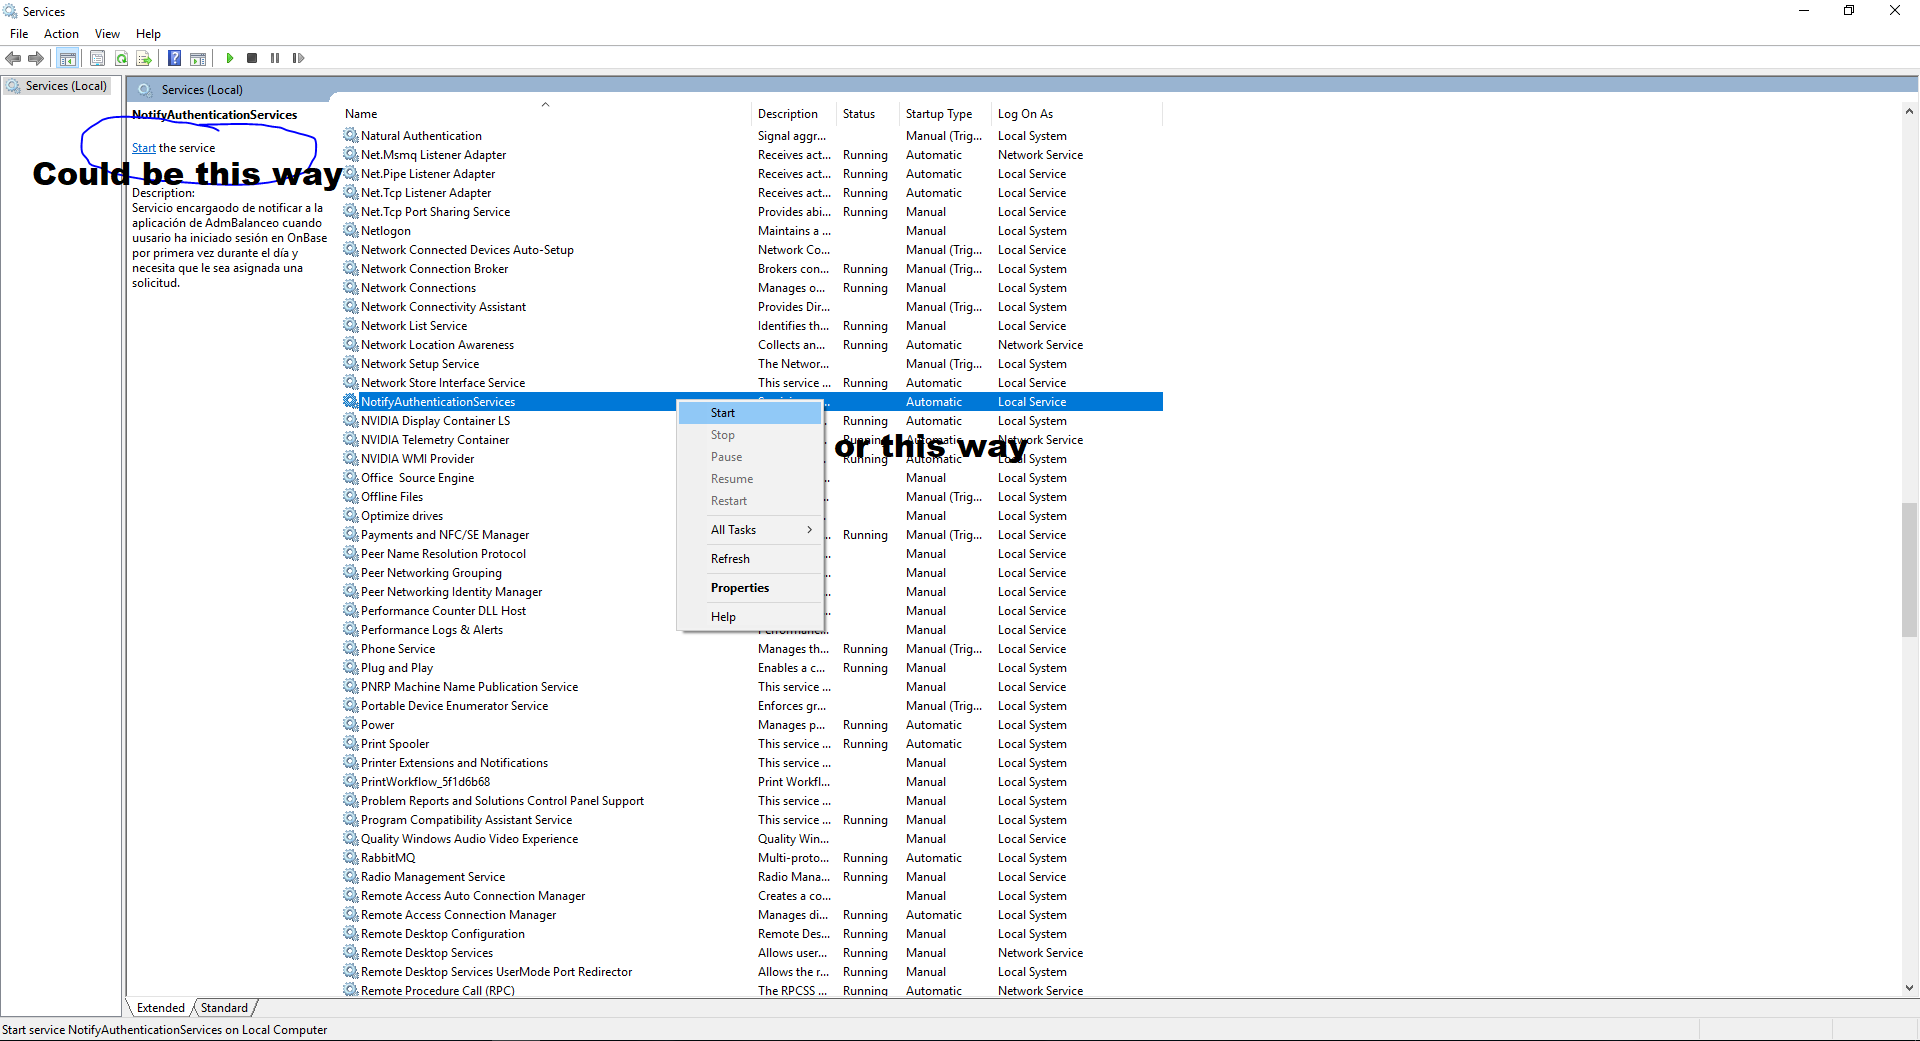 Services
File Action View Help
Services (Local)
Services (Local)
NotifyAuthenticationServices
Start the service
Could be this way
Description:
Servicio encargaodo de notificar a la
aplicación de AdmBalanceo cuando
uusario ha iniciado sesión en OnBase
por primera vez durante el día y
necesita que le sea asignada una
solicitud.
Name Description Status Startup Type Log On As
Natural Authentication Signal aggr... Manual (Trig... Local System
Net.Msmq Listener Adapter Receives act... Running Automatic Network Service
Net.Pipe Listener Adapter Receives act... Running Automatic Local Service
Net.Tcp Listener Adapter Receives act... Running Automatic Local Service
Net.Tcp Port Sharing Service Provides abi... Running Manual Local Service
Netlogon Maintains a ... Manual Local System
Network Connected Devices Auto-Setup Network Co... Manual (Trig... Local Service
Network Connection Broker Brokers con... Running Manual (Trig... Local System
Network Connections Manages o... Running Manual Local System
Network Connectivity Assistant Provides Dir... Manual (Trig... Local System
Network List Service Identifies th... Running Manual Local Service
Network Location Awareness Collects an... Running Automatic Network Service
Network Setup Service The Networ... Manual (Trig... Local System
Network Store Interface Service This service ... Running Automatic Local Service
NotifyAuthenticationServices Automatic Local Service
NVIDIA Display Container LS Running Automatic Local System
NVIDIA Telemetry Container Running Automatic Network Service
NVIDIA WMI Provider Running Automatic Local System
Office  Source Engine Manual Local System
Offline Files Manual (Trig... Local System
Optimize drives Manual Local System
Payments and NFC/SE Manager Running Manual (Trig... Local Service
Peer Name Resolution Protocol Manual Local Service
Peer Networking Grouping Manual Local Service
Peer Networking Identity Manager Manual Local Service
Performance Counter DLL Host Manual Local Service
Performance Logs & Alerts Manual Local Service
Phone Service Manages th... Running Manual (Trig... Local Service
Plug and Play Enables a c... Running Manual Local System
PNRP Machine Name Publication Service This service ... Manual Local Service
Portable Device Enumerator Service Enforces gr... Manual (Trig... Local System
Power Manages p... Running Automatic Local System
Print Spooler This service ... Running Automatic Local System
Printer Extensions and Notifications This service ... Manual Local System
PrintWorkflow_5f1d6b68 Print Workfl... Manual Local System
Problem Reports and Solutions Control Panel Support This service ... Manual Local System
Program Compatibility Assistant Service This service ... Running Manual Local System
Quality Windows Audio Video Experience Quality Win... Manual Local Service
RabbitMQ Multi-proto... Running Automatic Local System
Radio Management Service Radio Mana... Running Manual Local Service
Remote Access Auto Connection Manager Creates a co... Manual Local System
Remote Access Connection Manager Manages di... Running Automatic Local System
Remote Desktop Configuration Remote Des... Running Manual Local System
Remote Desktop Services Allows user... Running Manual Network Service
Remote Desktop Services UserMode Port Redirector Allows the r... Running Manual Local System
Remote Procedure Call (RPC) The RPCSS ... Running Automatic Network Service
Start
Stop
Pause
Resume
Restart
All Tasks
Refresh
Properties
Help
or this way
Extended Standard
Start service NotifyAuthenticationServices on Local Computer